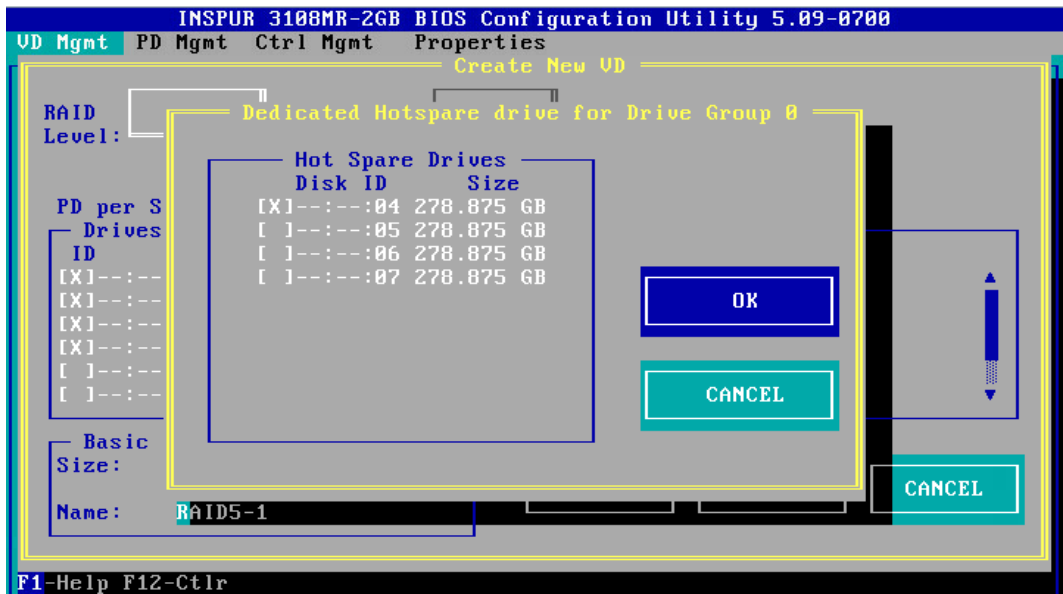 INSPUR 3108MR-2GB BIOS Configuration Utility 5.09-0700
VD Mgmt PD Mgmt Ctrl Mgmt Properties
Create New VD
RAID
Level:
Dedicated Hotspare drive for Drive Group 0
Hot Spare Drives
Disk ID Size
[X]--:--:04 278.875 GB
[ ]--:--:05 278.875 GB
[ ]--:--:06 278.875 GB
[ ]--:--:07 278.875 GB
OK
CANCEL
PD per S
Drives
ID
[X]--:--
[X]--:--
[X]--:--
[X]--:--
[ ]--:--
[ ]--:--
Basic
Size:
Name: RAID5-1
CANCEL
F1-Help F12-Ctlr